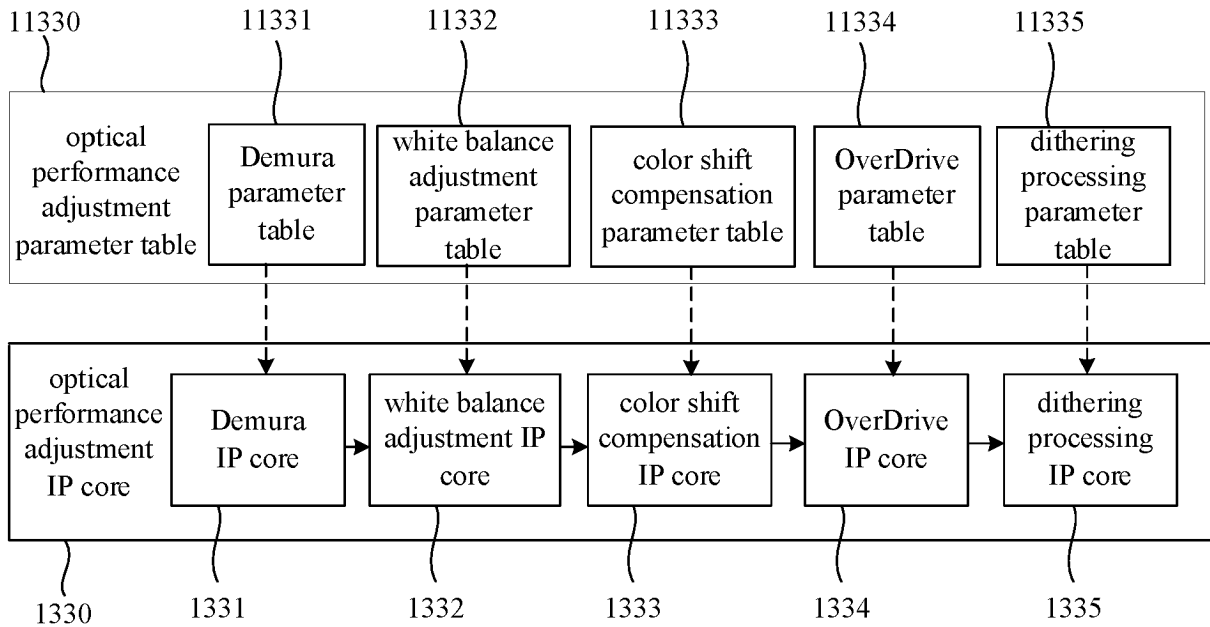 11330
11331
11332
11333
11334
11335
optical
performance
adjustment
parameter table
Demura
parameter
table
white balance
adjustment
parameter
table
color shift
compensation
parameter table
OverDrive
parameter
table
dithering
processing
parameter
table
optical
performance
adjustment
IP core
Demura
IP core
white balance
adjustment IP
core
color shift
compensation
IP core
OverDrive
IP core
dithering
processing
IP core
1330
1331
1332
1333
1334
1335